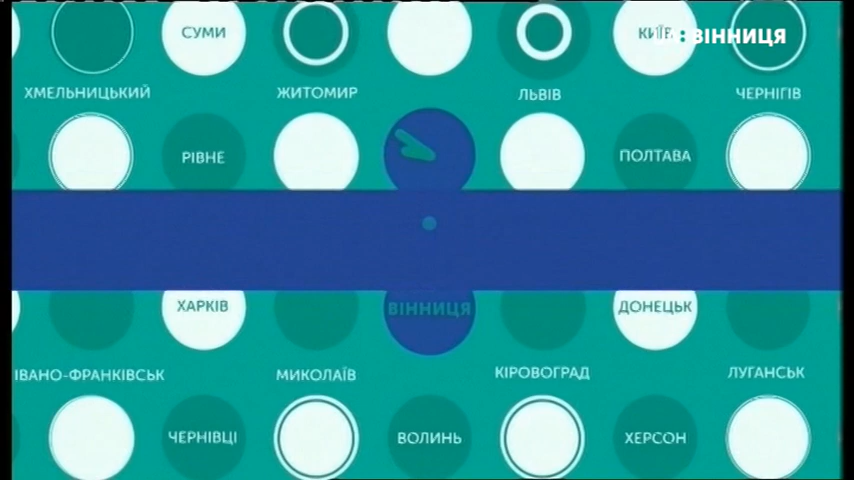 СУМИ
КИЇВ
:ВІННИЦЯ
ХМЕЛЬНИЦЬКИЙ
ЖИТОМИР
ЛЬВІВ
ЧЕРНІГІВ
РІВНЕ
ПОЛТАВА
ХАРКІВ
ВІННИЦЯ
ДОНЕЦЬК
ІВАНО-ФРАНКІВСЬК
МИКОЛАЇВ
КІРОВОГРАД
ЛУГАНСЬК
ЧЕРНІВЦІ
ВОЛИНЬ
ХЕРСОН